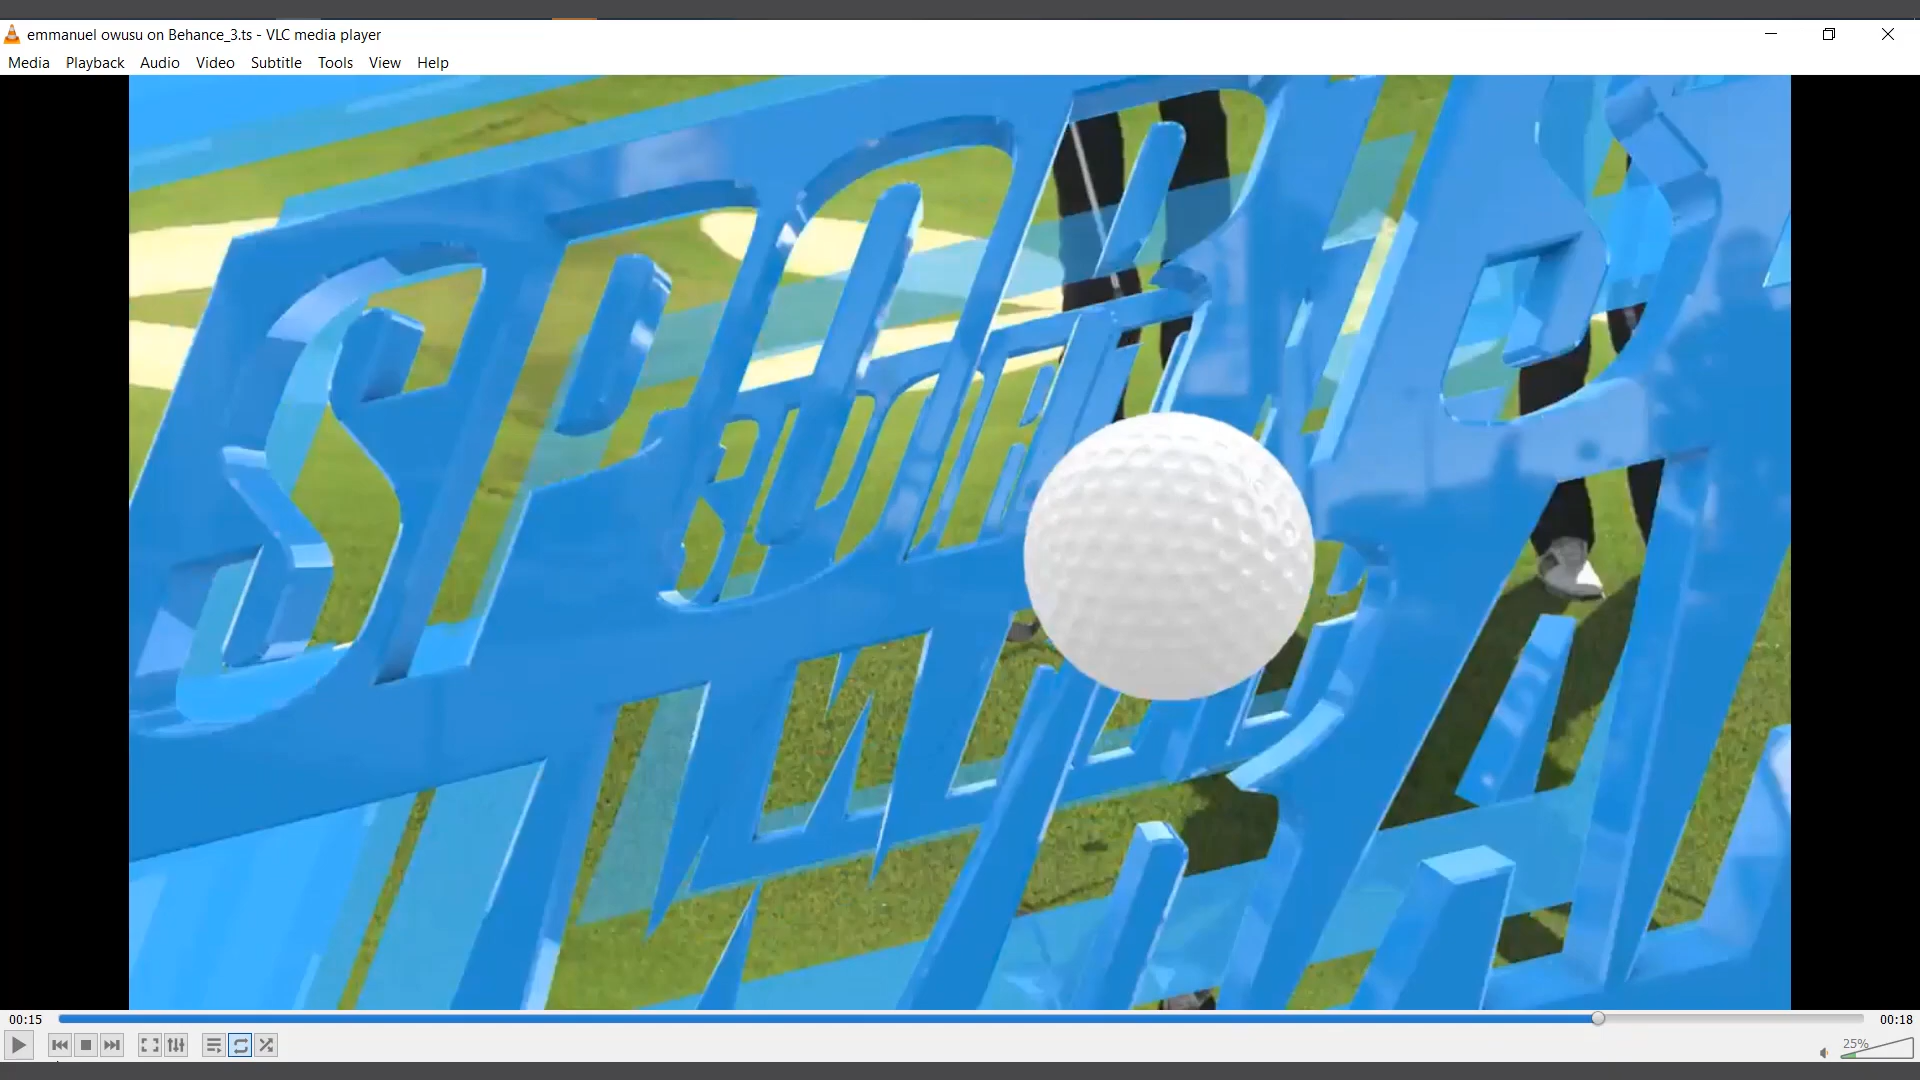 emmanuel owusu on Behance_3.ts - VLC media player
Media Playback Audio Video Subtitle Tools View Help
SPORTS
00:15
00:18
25%